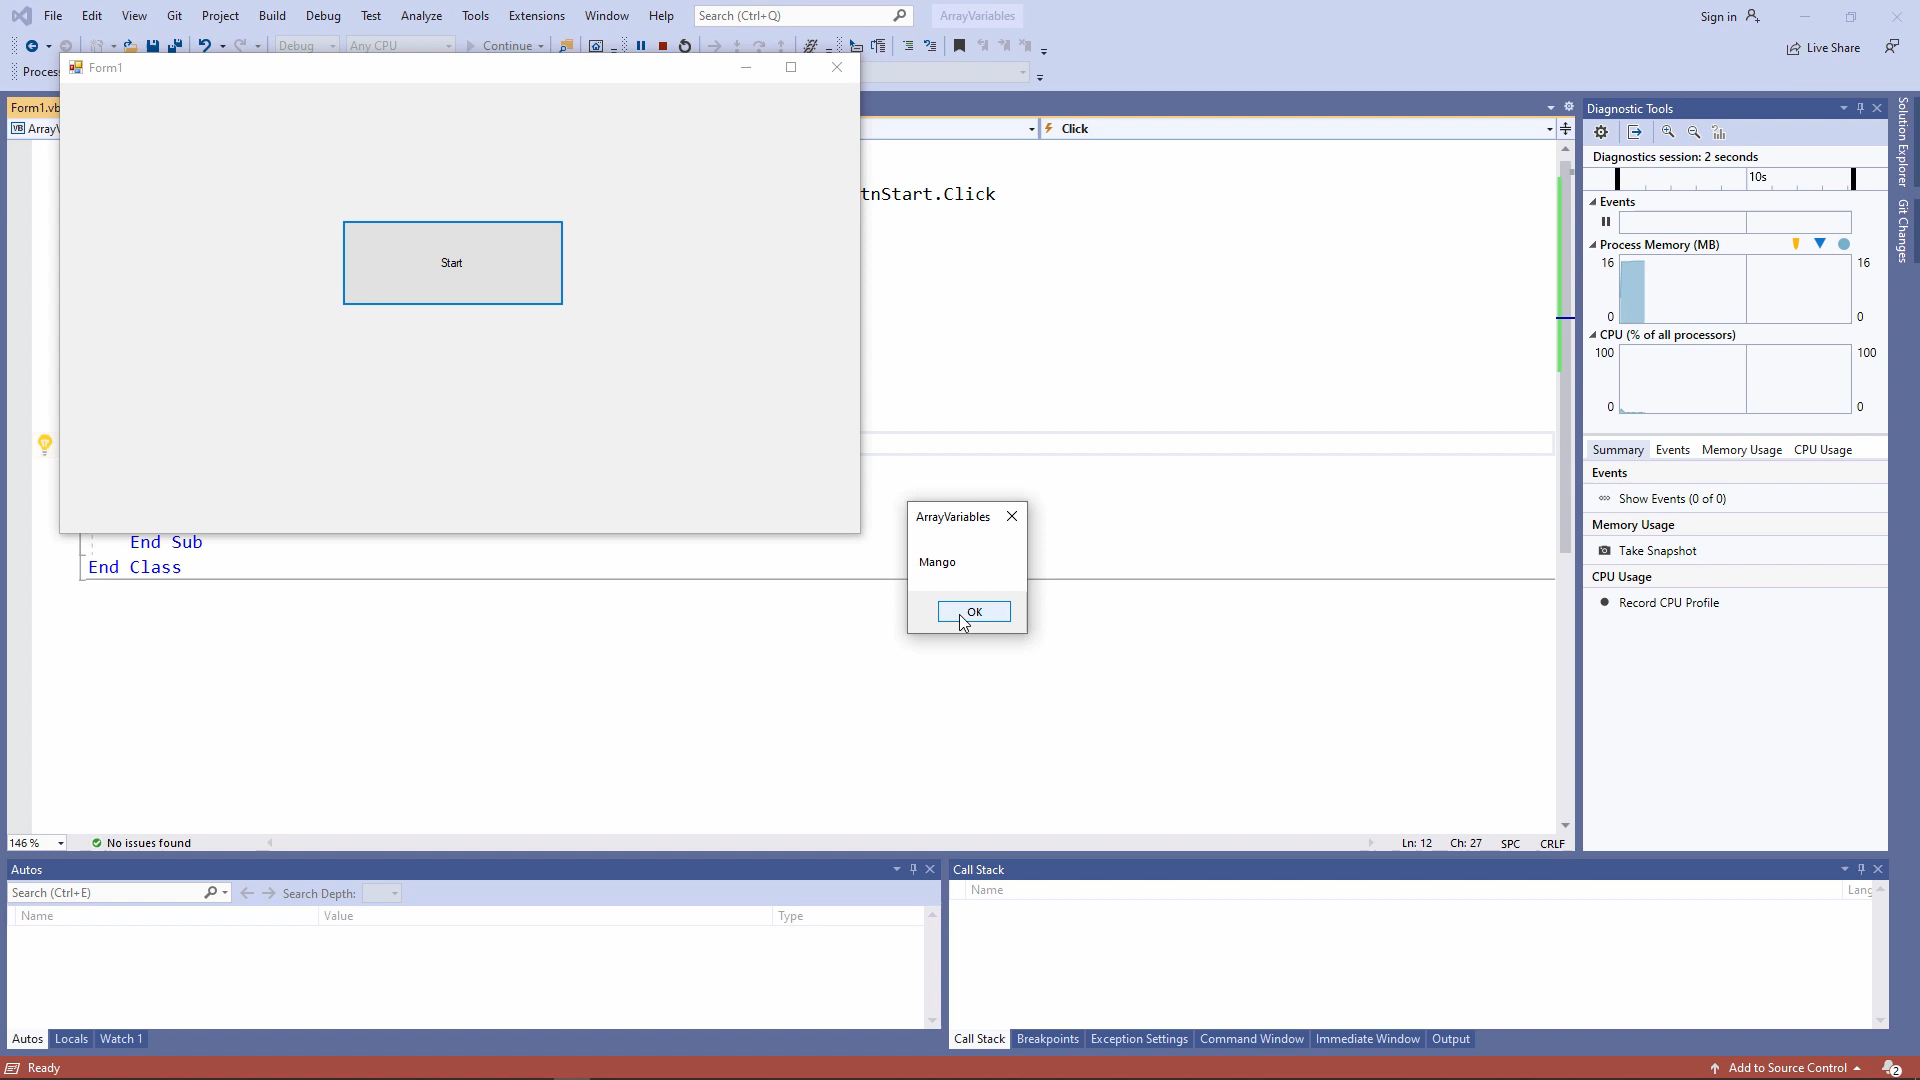 File Edit View Git Project Build Debug Test Analyze Tools Extensions Window Help Search (Ctrl+Q) ArrayVariables Sign in
Debug Any CPU Continue Live Share
Form1
Form1.vb
Click
Start
tnStart.Click
End Sub
End Class
ArrayVariables
Mango
OK
146 % No issues found Ln: 12 Ch: 27 SPC CRLF
Diagnostic Tools
Diagnostics session: 2 seconds
10s
Events
Process Memory (MB)
16 16
0 0
CPU (% of all processors)
100 100
0 0
Summary Events Memory Usage CPU Usage
Events
Show Events (0 of 0)
Memory Usage
Take Snapshot
CPU Usage
Record CPU Profile
Solution Explorer
Git Changes
Autos
Search (Ctrl+E) Search Depth:
Name Value Type
Autos Locals Watch 1
Call Stack
Name Lang
Call Stack Breakpoints Exception Settings Command Window Immediate Window Output
Ready Add to Source Control 2